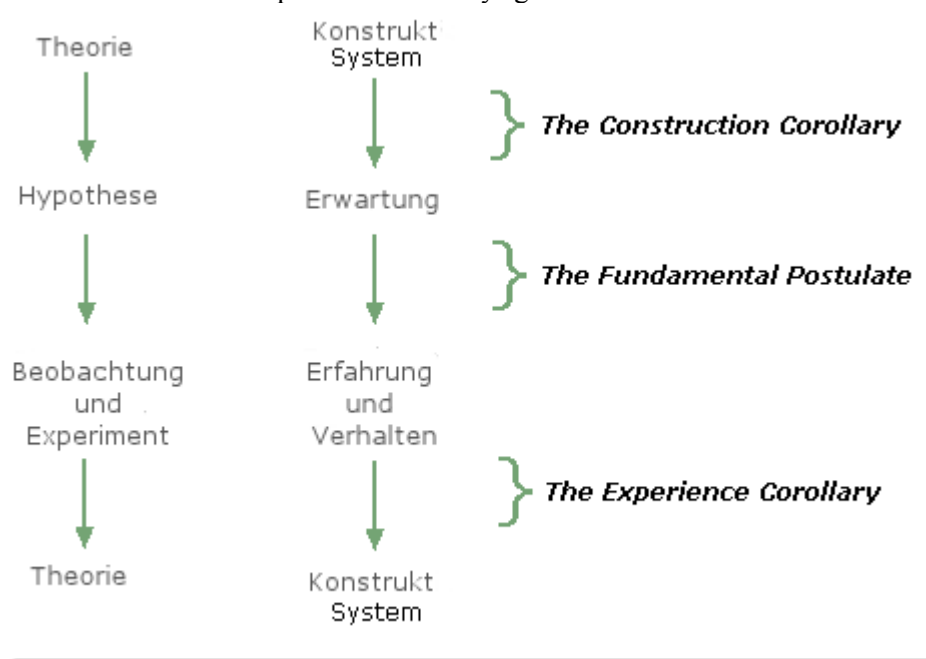 Theorie
Konstrukt
System
The Construction Corollary
Hypothese
Erwartung
The Fundamental Postulate
Beobachtung
und
Experiment
Erfahrung
und
Verhalten
The Experience Corollary
Theorie
Konstrukt
System